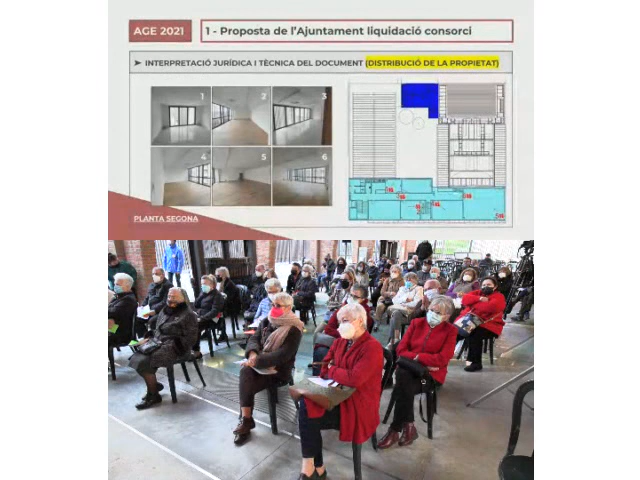 AGE 2021
1 - Proposta de l'Ajuntament liquidació consorci
➤ INTERPRETACIÓ JURÍDICA I TÈCNICA DEL DOCUMENT (DISTRIBUCIÓ DE LA PROPIETAT)
1 2 3
4 5 6
PLANTA SEGONA